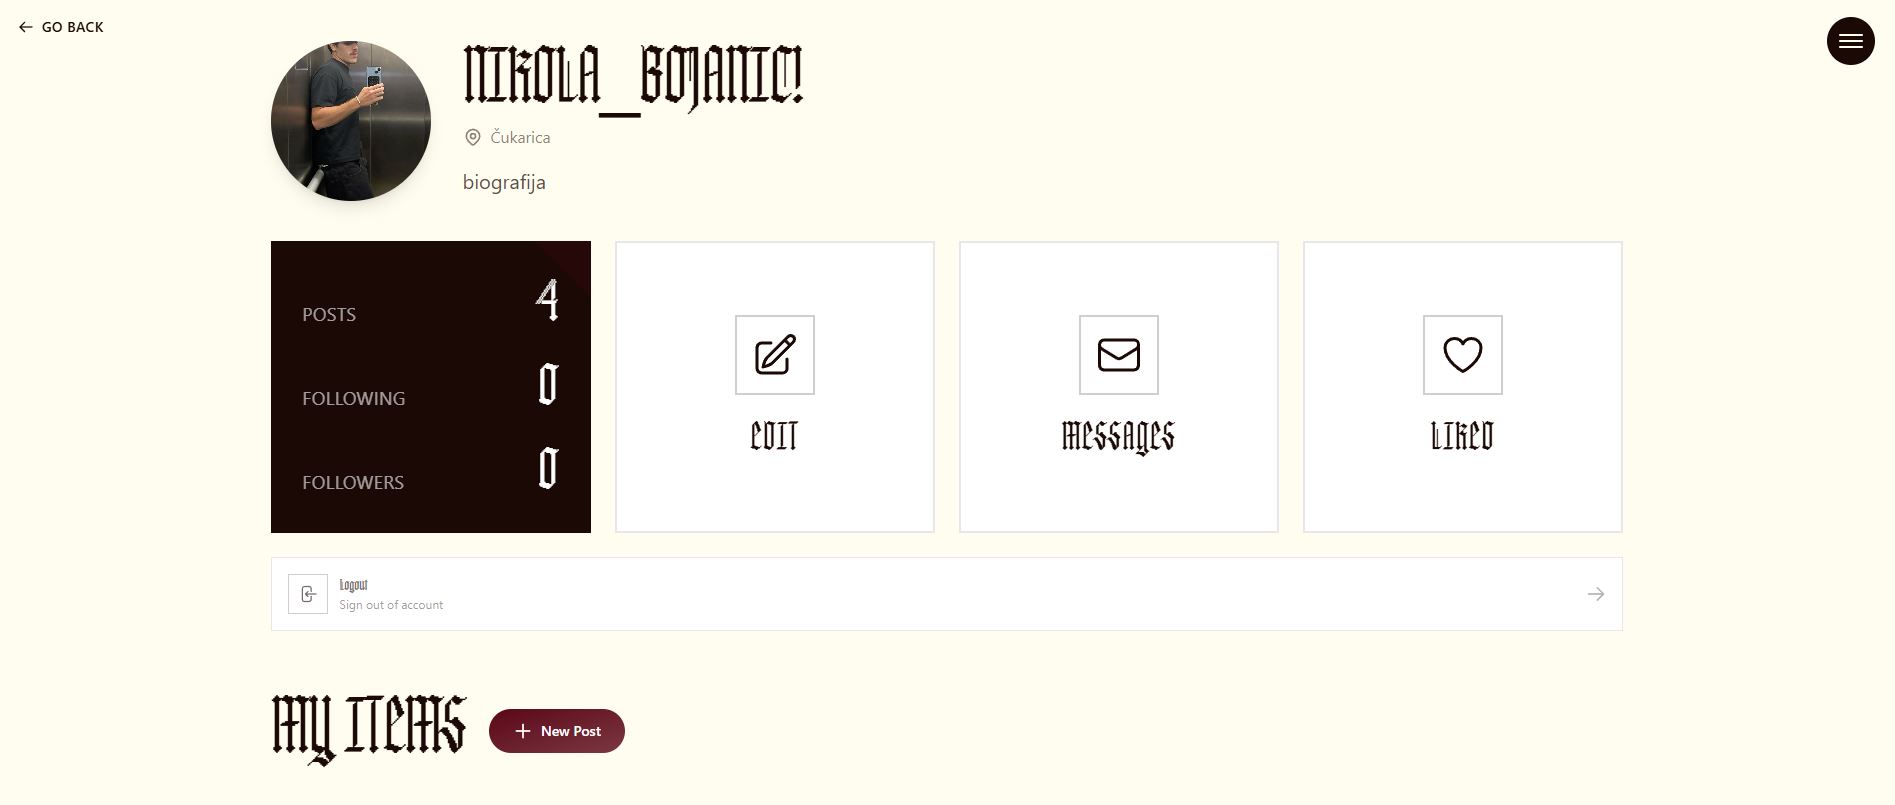 GO BACK
NIKOLA_BOJANIC!
Čukarica
biografija
POSTS 4
FOLLOWING 0
FOLLOWERS 0
EDIT
MESSAGES
LIKED
Logout
Sign out of account
MY ITEMS
New Post